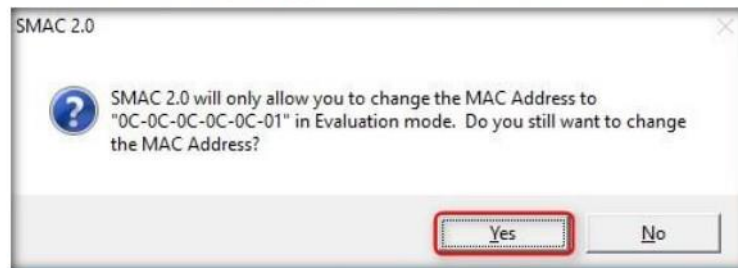 SMAC 2.0
SMAC 2.0 will only allow you to change the MAC Address to
"0C-0C-0C-0C-0C-01" in Evaluation mode. Do you still want to change
the MAC Address?
Yes No